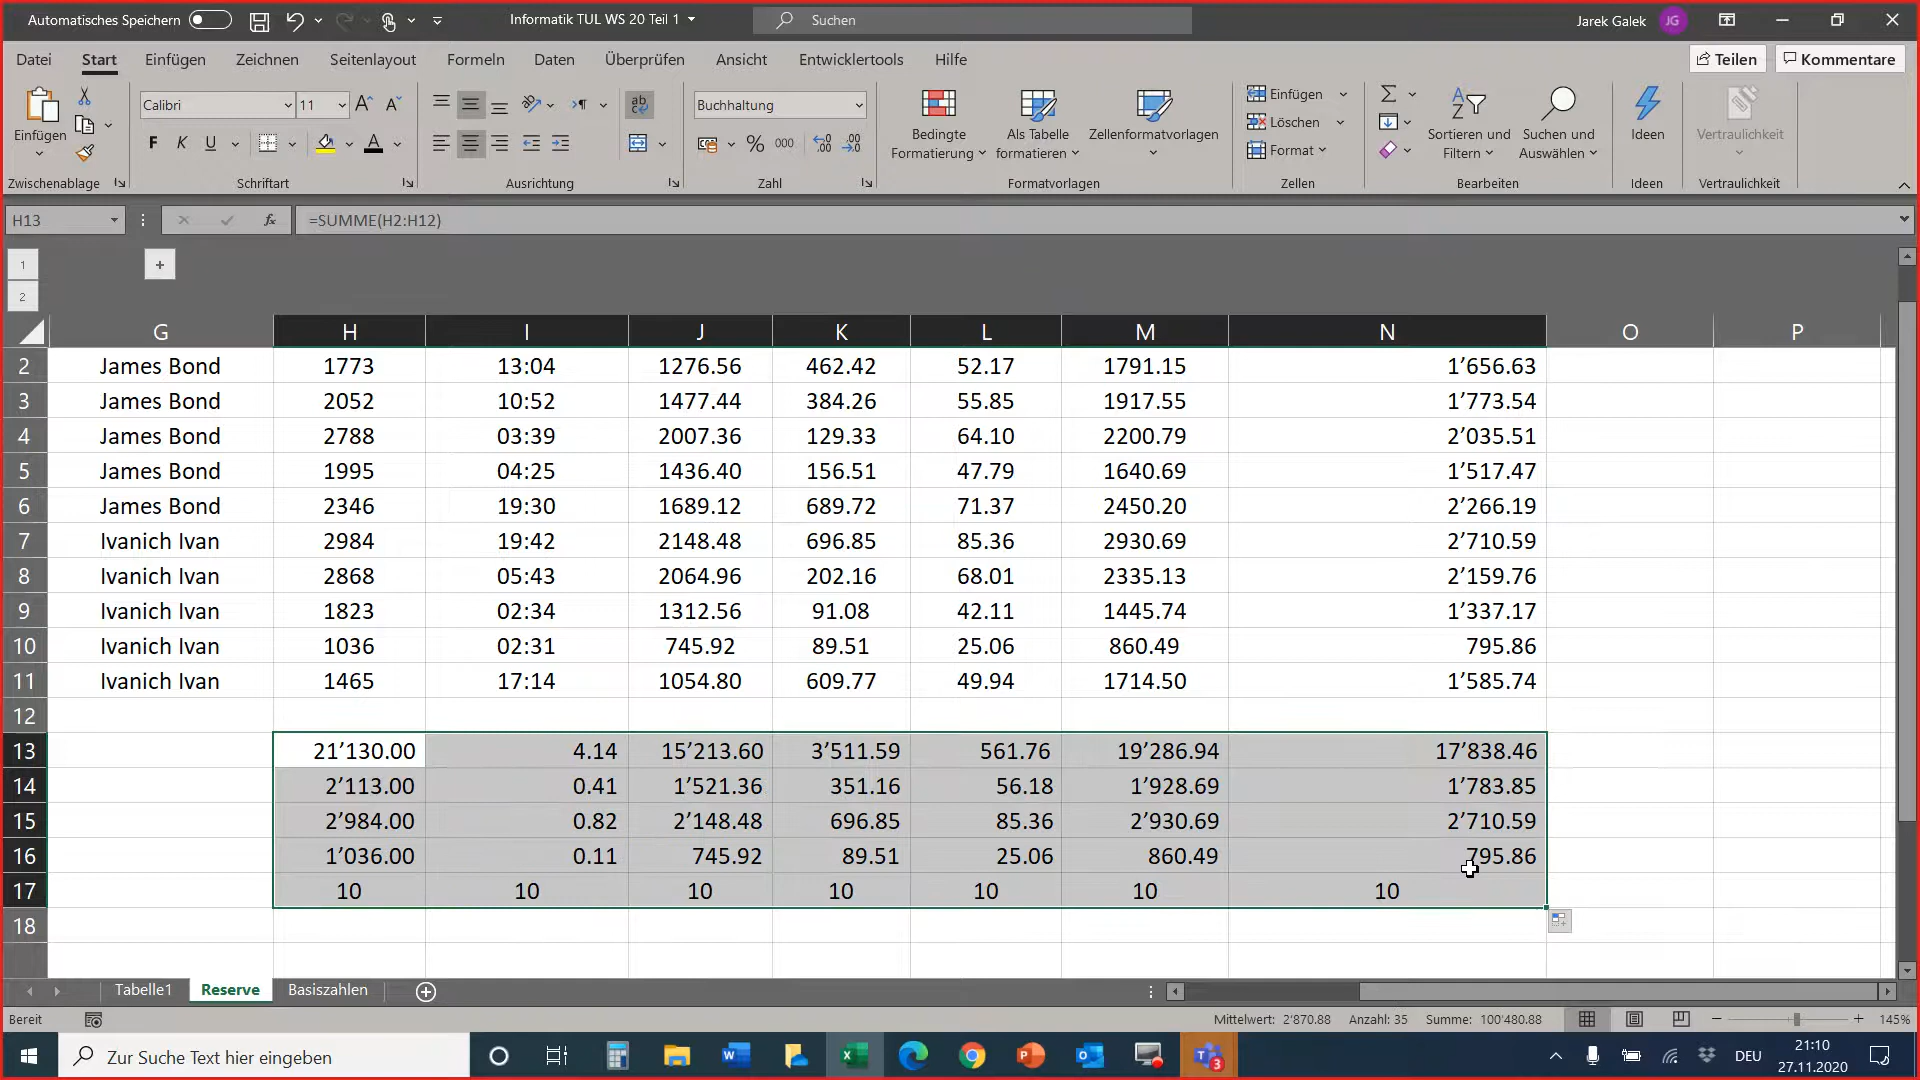 Automatisches Speichern
Informatik TUL WS 20 Teil 1
Suchen
Jarek Galek
JG
Datei
Start
Einfügen
Zeichnen
Seitenlayout
Formeln
Daten
Überprüfen
Ansicht
Entwicklertools
Hilfe
Teilen
Kommentare
Einfügen
Calibri
11
F K U
ab
Buchhaltung
% 000
Bedingte Formatierung
Als Tabelle formatieren
Zellenformatvorlagen
Einfügen
Löschen
Format
Sortieren und Filtern
Suchen und Auswählen
Ideen
Vertraulichkeit
Zwischenablage
Schriftart
Ausrichtung
Zahl
Formatvorlagen
Zellen
Bearbeiten
Ideen
Vertraulichkeit
H13
fx
=SUMME(H2:H12)
1
2
G H I J K L M N O P
2 James Bond 1773 13:04 1276.56 462.42 52.17 1791.15 1’656.63
3 James Bond 2052 10:52 1477.44 384.26 55.85 1917.55 1’773.54
4 James Bond 2788 03:39 2007.36 129.33 64.10 2200.79 2’035.51
5 James Bond 1995 04:25 1436.40 156.51 47.79 1640.69 1’517.47
6 James Bond 2346 19:30 1689.12 689.72 71.37 2450.20 2’266.19
7 Ivanich Ivan 2984 19:42 2148.48 696.85 85.36 2930.69 2’710.59
8 Ivanich Ivan 2868 05:43 2064.96 202.16 68.01 2335.13 2’159.76
9 Ivanich Ivan 1823 02:34 1312.56 91.08 42.11 1445.74 1’337.17
10 Ivanich Ivan 1036 02:31 745.92 89.51 25.06 860.49 795.86
11 Ivanich Ivan 1465 17:14 1054.80 609.77 49.94 1714.50 1’585.74
12
13 21’130.00 4.14 15’213.60 3’511.59 561.76 19’286.94 17’838.46
14 2’113.00 0.41 1’521.36 351.16 56.18 1’928.69 1’783.85
15 2’984.00 0.82 2’148.48 696.85 85.36 2’930.69 2’710.59
16 1’036.00 0.11 745.92 89.51 25.06 860.49 795.86
17 10 10 10 10 10 10 10
18
Tabelle1
Reserve
Basiszahlen
Bereit
Mittelwert: 2’870.88
Anzahl: 35
Summe: 100’480.88
145%
Zur Suche Text hier eingeben
3
DEU
21:10
27.11.2020